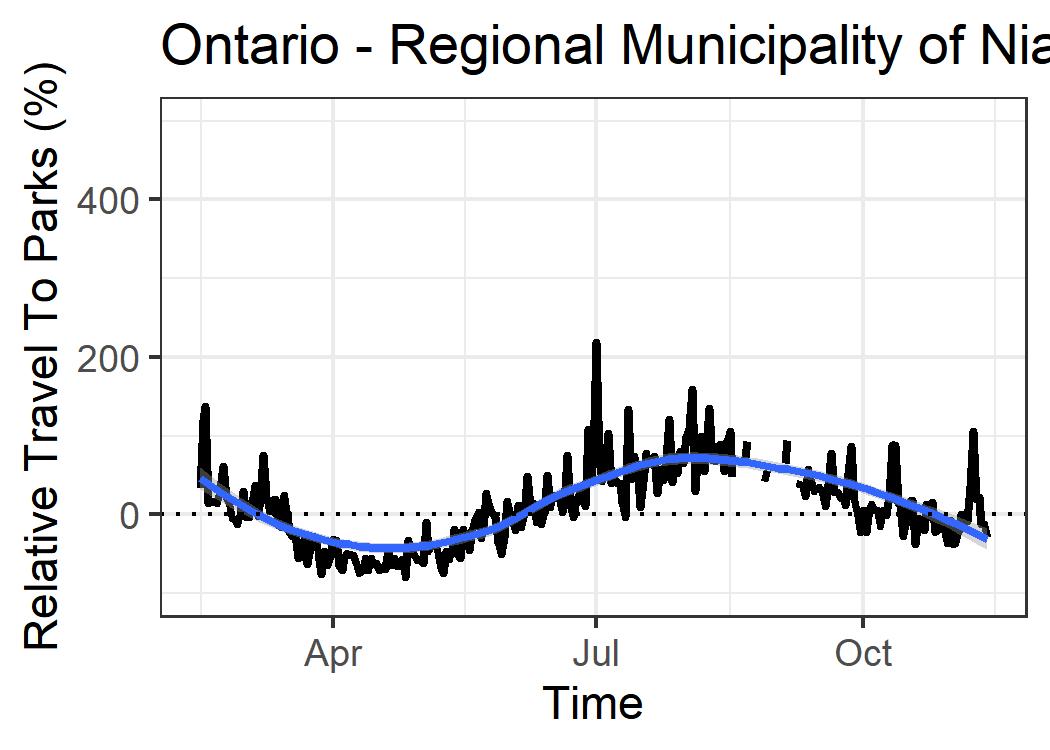 Ontario - Regional Municipality of Nia
Relative Travel To Parks (%)
400
200
0
Apr Jul Oct
Time